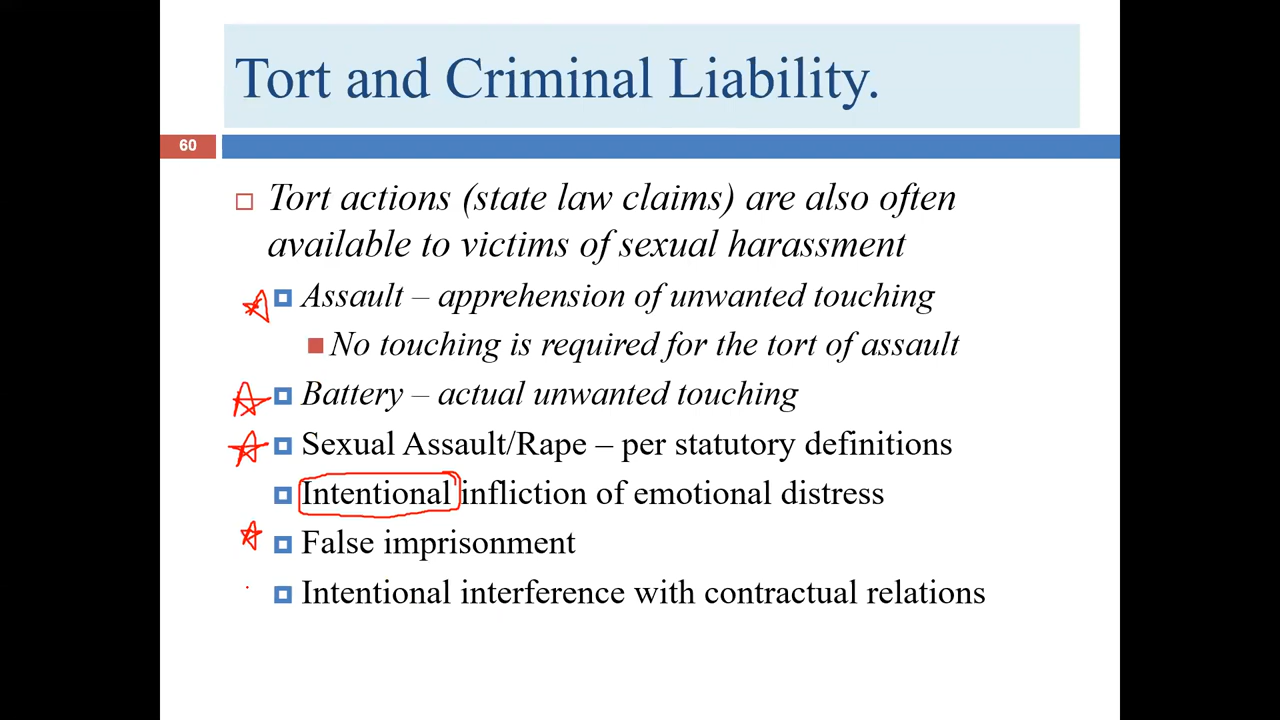 Tort and Criminal Liability.
60
Tort actions (state law claims) are also often
available to victims of sexual harassment
Assault – apprehension of unwanted touching
No touching is required for the tort of assault
Battery – actual unwanted touching
Sexual Assault/Rape – per statutory definitions
Intentional infliction of emotional distress
False imprisonment
Intentional interference with contractual relations